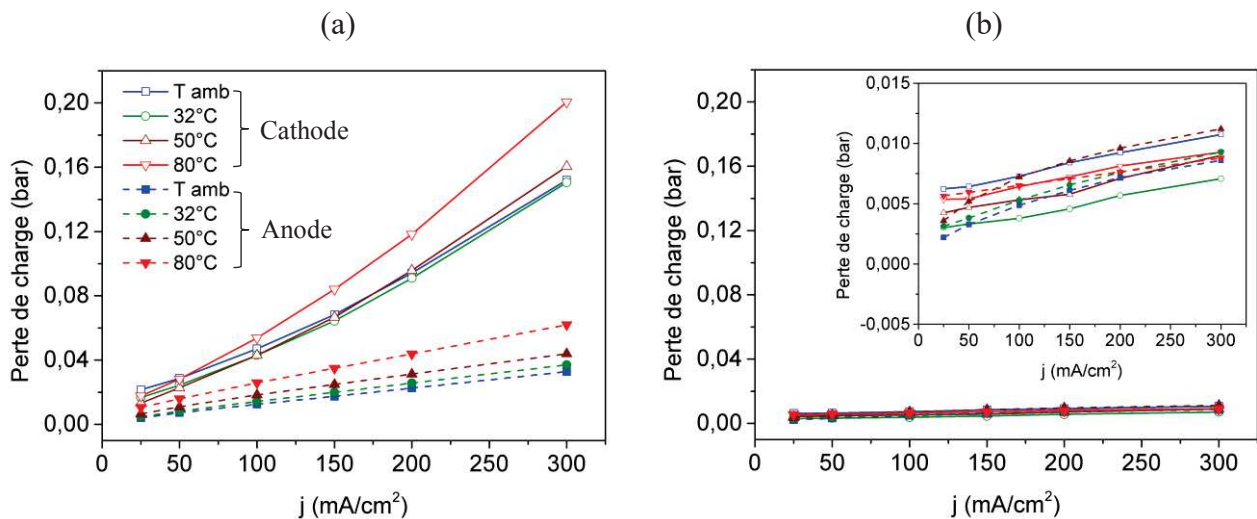 (a)
(b)
T amb
32°C
50°C
80°C
Cathode
T amb
32°C
50°C
80°C
Anode
0,20
0,16
0,12
0,08
0,04
0,00
Perte de charge (bar)
0 50 100 150 200 250 300
j (mA/cm²)
0,20
0,16
0,12
0,08
0,04
0,00
Perte de charge (bar)
0 50 100 150 200 250 300
j (mA/cm²)
0,015
0,010
0,005
0,000
-0,005
Perte de charge (bar)
0 50 100 150 200 250 300
j (mA/cm²)